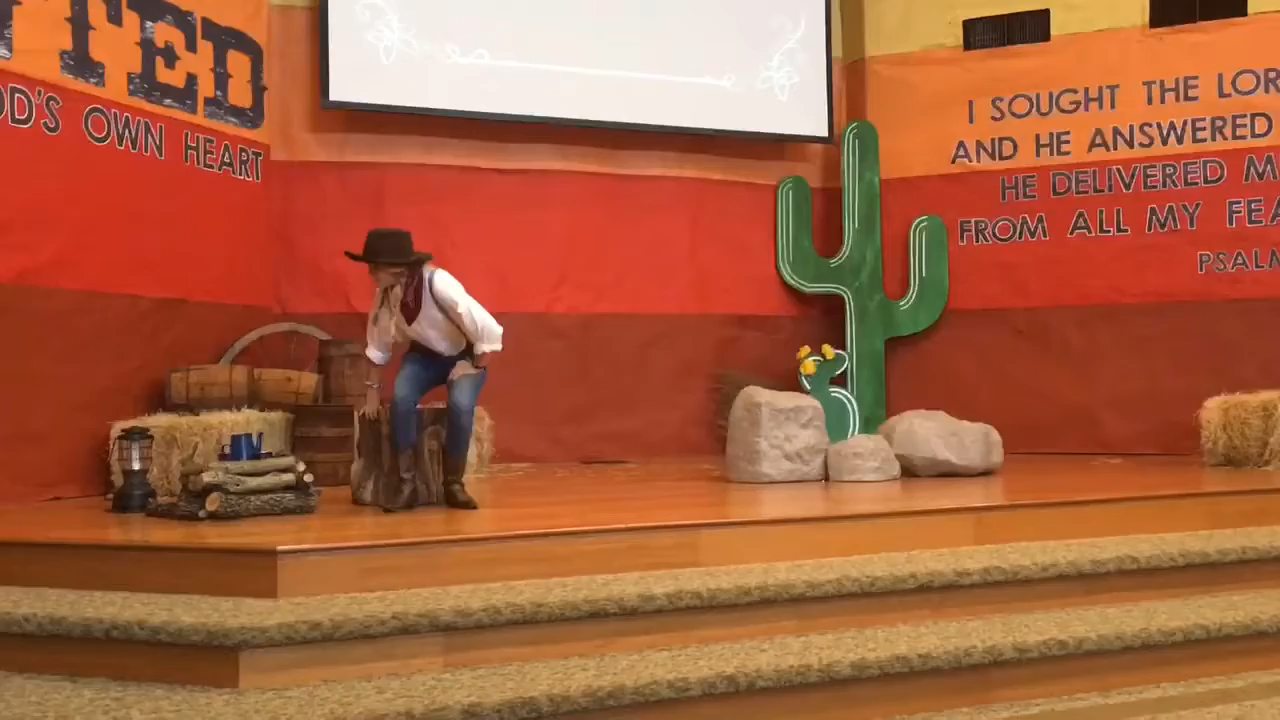 TED
OD'S OWN HEART
I SOUGHT THE LOR
AND HE ANSWERED
HE DELIVERED M
FROM ALL MY FEA
PSALM